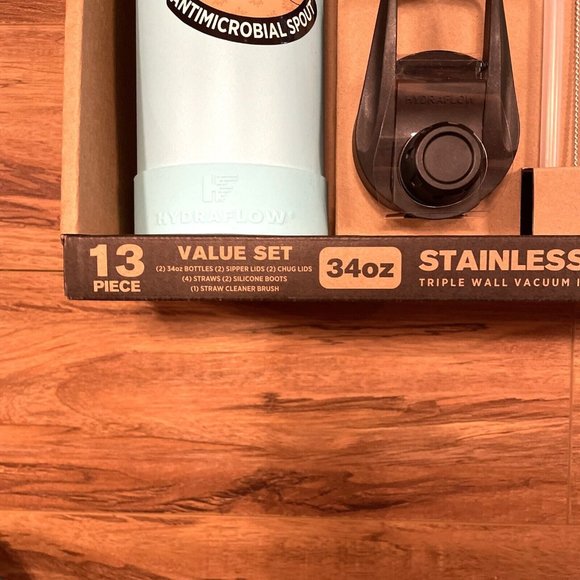 ANTIMICROBIAL SPOUT
HYDRAFLOW
HYDRAFLOW
13
PIECE
VALUE SET
(2) 34oz BOTTLES (2) SIPPER LIDS (2) CHUG LIDS
(4) STRAWS (2) SILICONE BOOTS
(1) STRAW CLEANER BRUSH
34oz
STAINLESS
TRIPLE WALL VACUUM